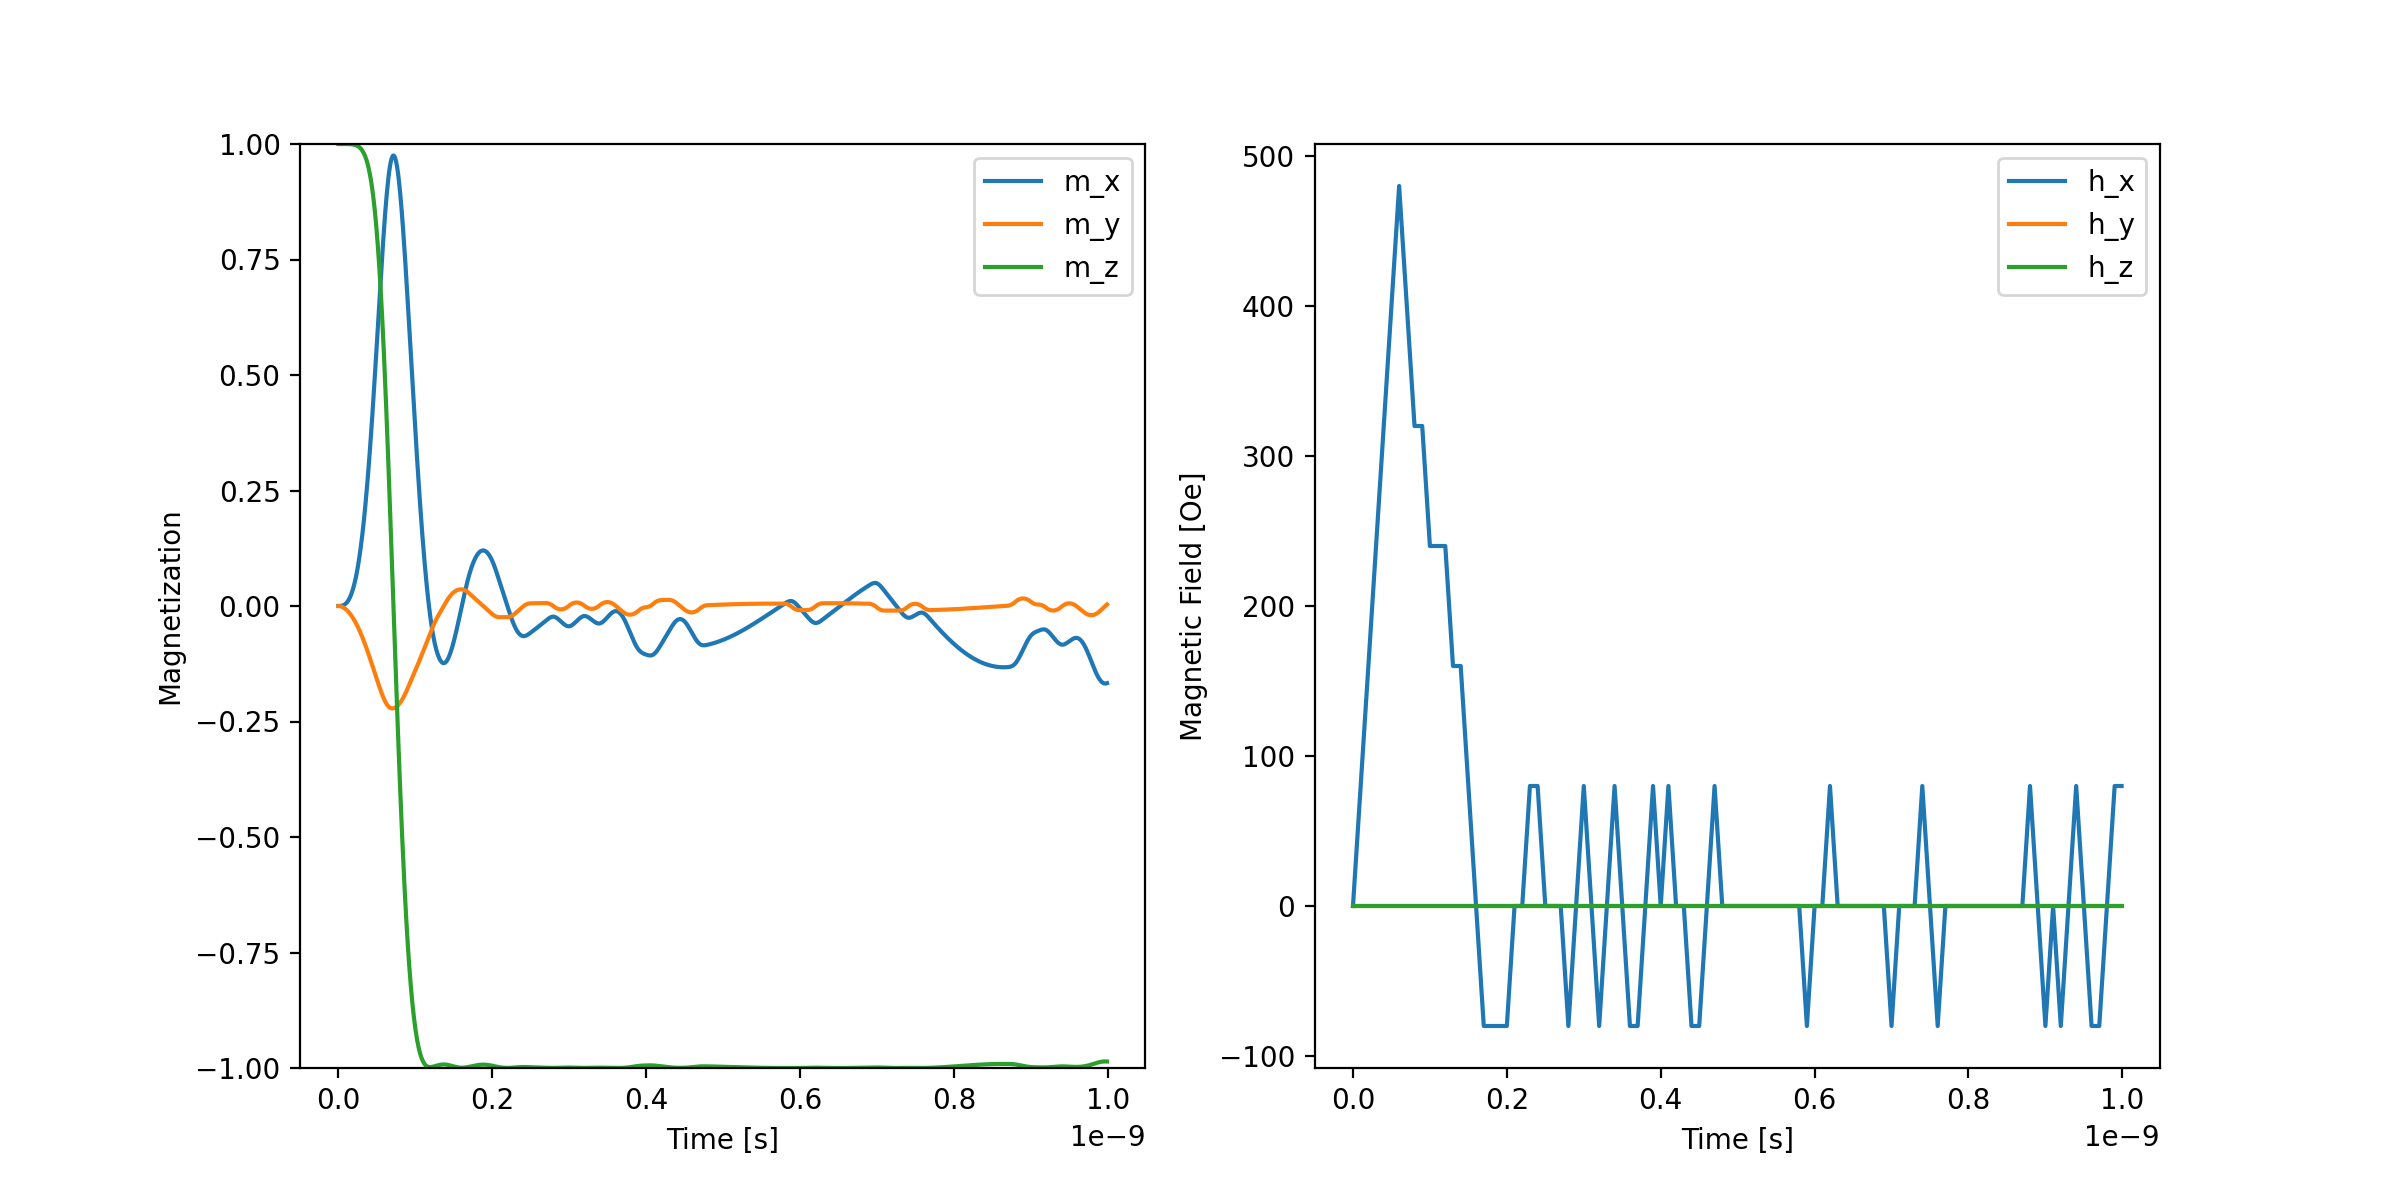 Magnetization
1.00
0.75
0.50
0.25
0.00
−0.25
−0.50
−0.75
−1.00
0.0 0.2 0.4 0.6 0.8 1.0
1e−9
Time [s]
m_x
m_y
m_z
Magnetic Field [Oe]
500
400
300
200
100
0
−100
0.0 0.2 0.4 0.6 0.8 1.0
1e−9
Time [s]
h_x
h_y
h_z